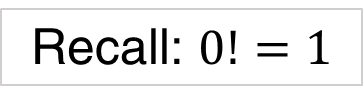 Recall: 0! = 1